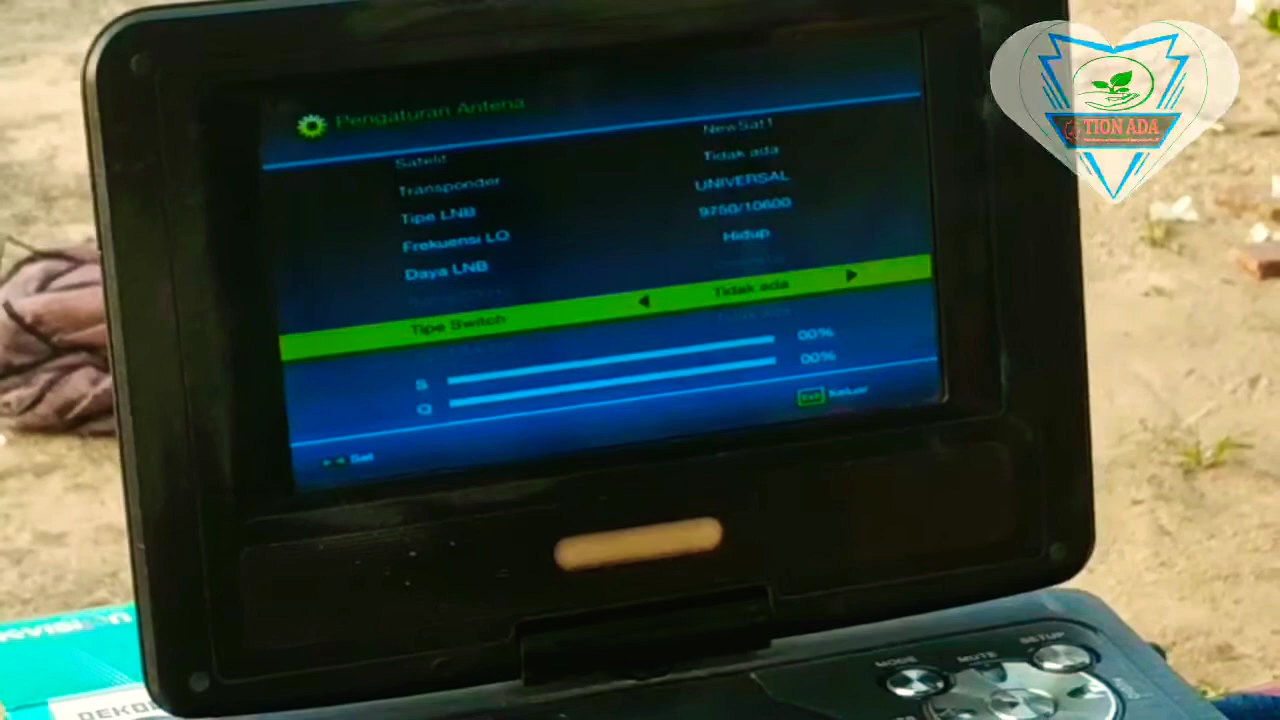 Pengaturan Antena
Satelit NewSat1
Transponder Tidak ada
Tipe LNB UNIVERSAL
Frekuensi LO 9750/10600
Daya LNB Hidup
Tipe Switch Tidak ada
S 00%
Q 00%
Set
Exit Keluar
TION ADA
MODE
MUTE
SETUP